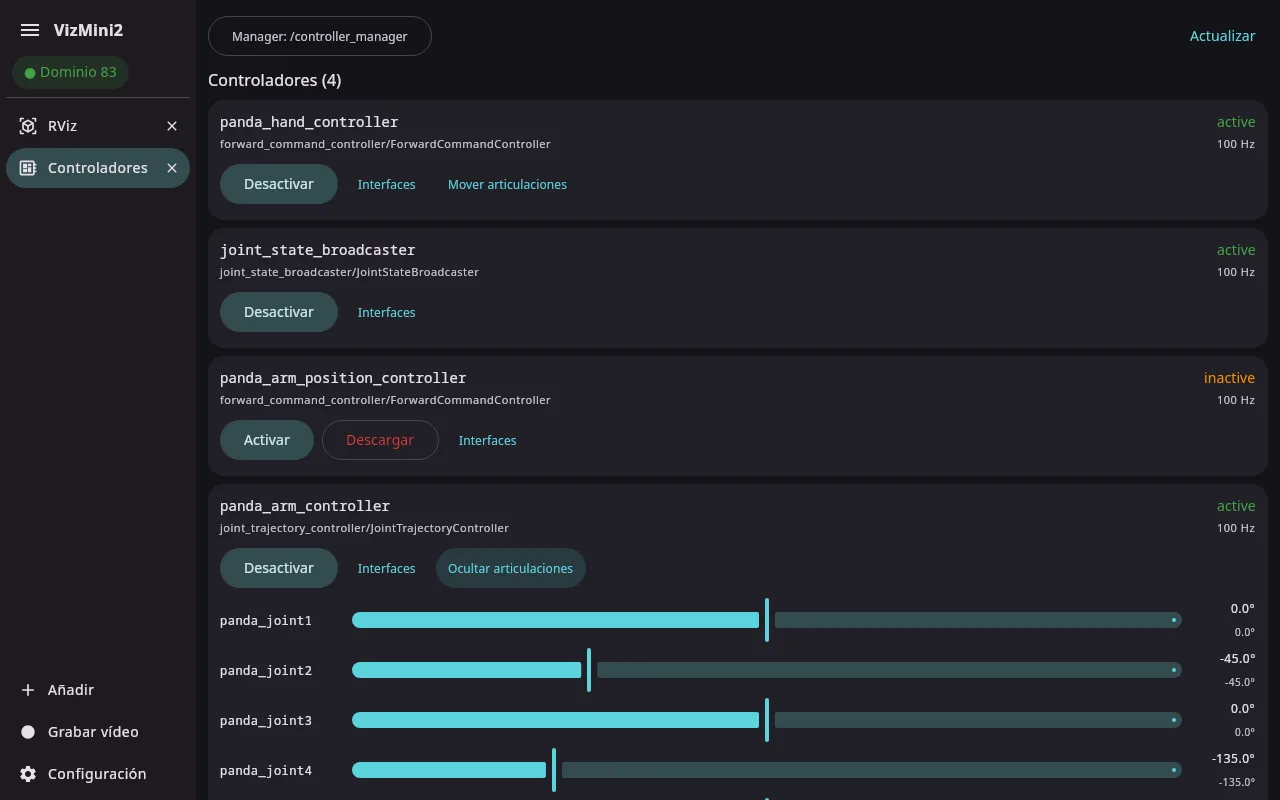 VizMini2
Dominio 83
RViz
Controladores
Añadir
Grabar vídeo
Configuración
Manager: /controller_manager
Actualizar
Controladores (4)
panda_hand_controller
active
forward_command_controller/ForwardCommandController
100 Hz
Desactivar
Interfaces
Mover articulaciones
joint_state_broadcaster
active
joint_state_broadcaster/JointStateBroadcaster
100 Hz
Desactivar
Interfaces
panda_arm_position_controller
inactive
forward_command_controller/ForwardCommandController
100 Hz
Activar
Descargar
Interfaces
panda_arm_controller
active
joint_trajectory_controller/JointTrajectoryController
100 Hz
Desactivar
Interfaces
Ocultar articulaciones
panda_joint1
0.0°
0.0°
panda_joint2
-45.0°
-45.0°
panda_joint3
0.0°
0.0°
panda_joint4
-135.0°
-135.0°